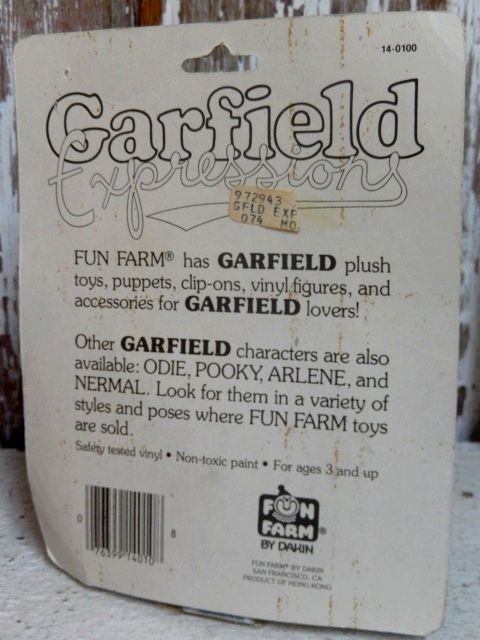 14-0100
Garfield
Expressions
972943
GFLD EXP
074 MO
FUN FARM® has GARFIELD plush
toys, puppets, clip-ons, vinyl figures, and
accessories for GARFIELD lovers!
Other GARFIELD characters are also
available: ODIE, POOKY, ARLENE, and
NERMAL. Look for them in a variety of
styles and poses where FUN FARM toys
are sold.
Safety tested vinyl • Non-toxic paint • For ages 3 and up
0 76399 14010 8
FUN
FARM®
BY DAKIN
FUN FARM® BY DAKIN
SAN FRANCISCO, CA
PRODUCT OF HONG KONG